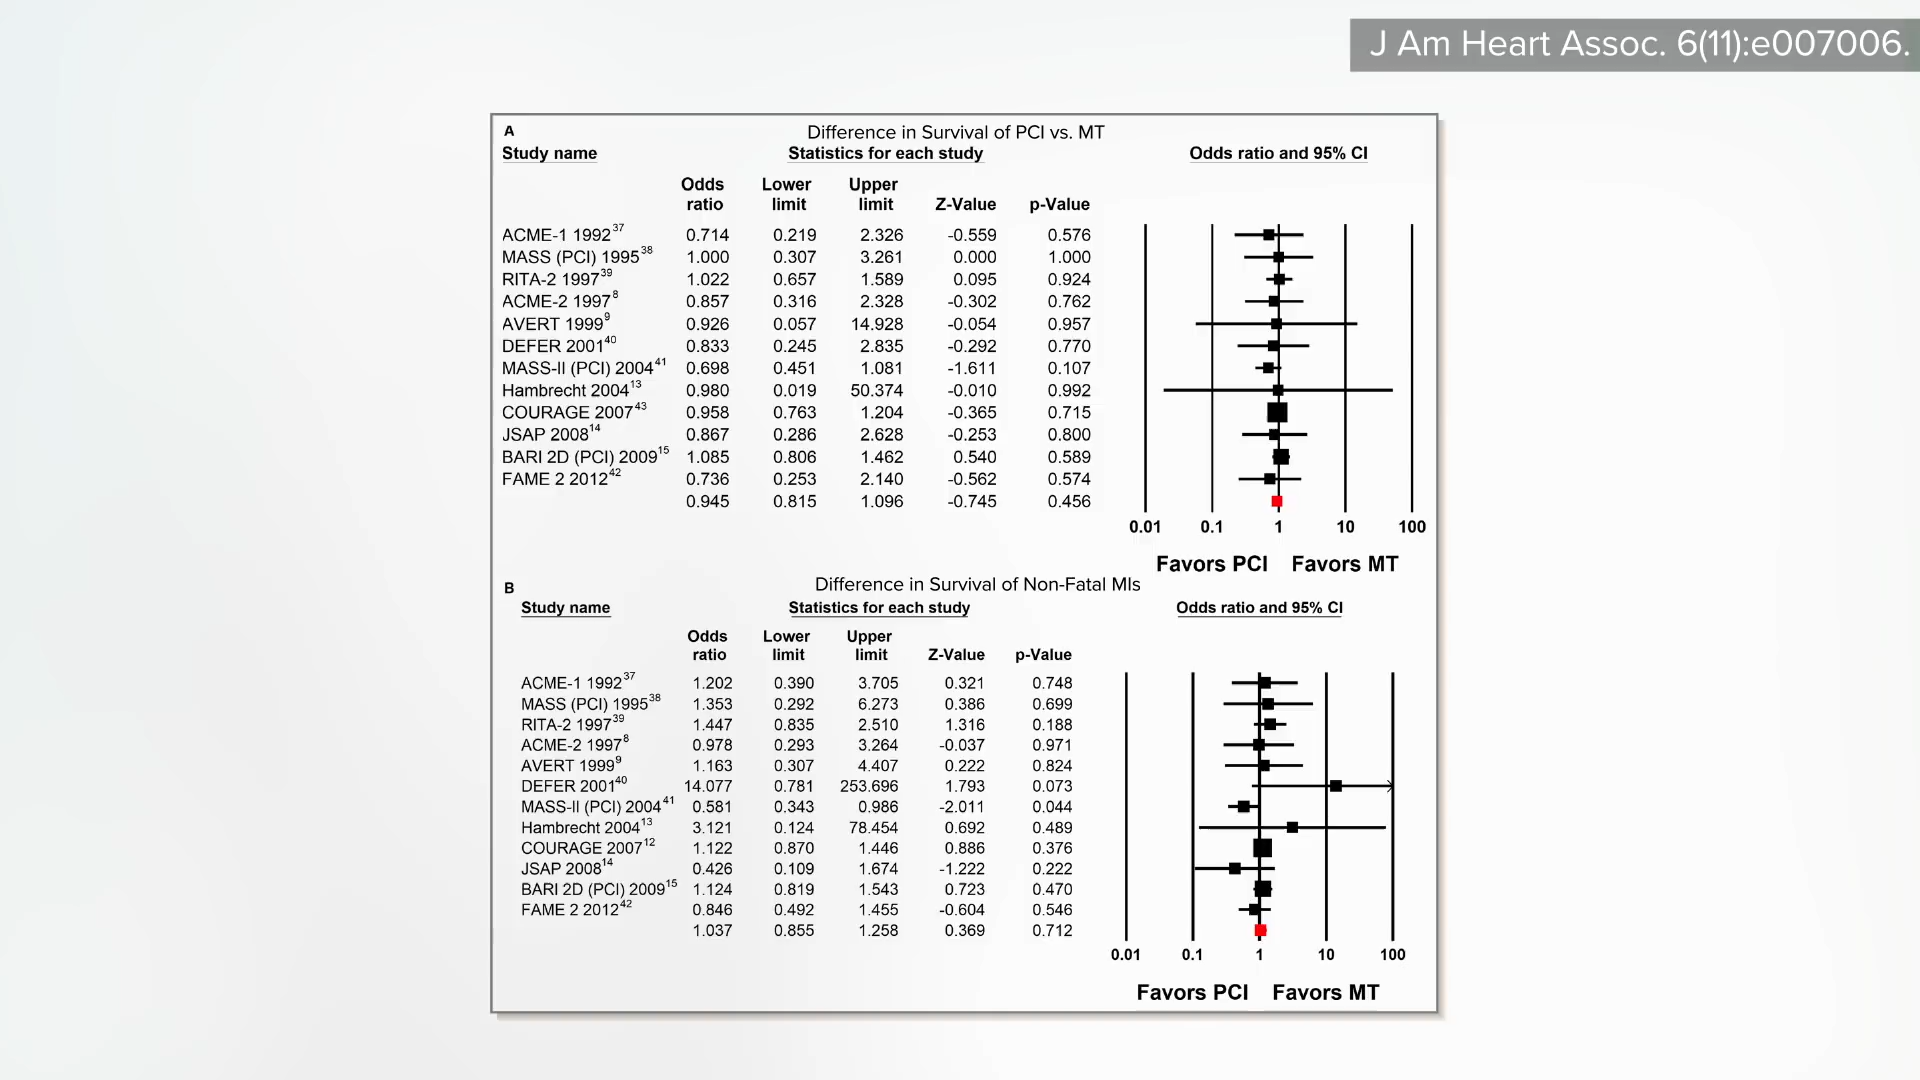 J Am Heart Assoc. 6(11):e007006.
A
Difference in Survival of PCI vs. MT
Study name Statistics for each study Odds ratio and 95% CI
Odds Lower Upper
ratio limit limit Z-Value p-Value
ACME-1 1992 37 0.714 0.219 2.326 -0.559 0.576
MASS (PCI) 1995 38 1.000 0.307 3.261 0.000 1.000
RITA-2 1997 39 1.022 0.657 1.589 0.095 0.924
ACME-2 1997 8 0.857 0.316 2.328 -0.302 0.762
AVERT 1999 9 0.926 0.057 14.928 -0.054 0.957
DEFER 2001 40 0.833 0.245 2.835 -0.292 0.770
MASS-II (PCI) 2004 41 0.698 0.451 1.081 -1.611 0.107
Hambrecht 2004 13 0.980 0.019 50.374 -0.010 0.992
COURAGE 2007 43 0.958 0.763 1.204 -0.365 0.715
JSAP 2008 14 0.867 0.286 2.628 -0.253 0.800
BARI 2D (PCI) 2009 15 1.085 0.806 1.462 0.540 0.589
FAME 2 2012 42 0.736 0.253 2.140 -0.562 0.574
0.945 0.815 1.096 -0.745 0.456
0.01 0.1 1 10 100
Favors PCI Favors MT
B
Difference in Survival of Non-Fatal MIs
Study name Statistics for each study Odds ratio and 95% CI
Odds Lower Upper
ratio limit limit Z-Value p-Value
ACME-1 1992 37 1.202 0.390 3.705 0.321 0.748
MASS (PCI) 1995 38 1.353 0.292 6.273 0.386 0.699
RITA-2 1997 39 1.447 0.835 2.510 1.316 0.188
ACME-2 1997 8 0.978 0.293 3.264 -0.037 0.971
AVERT 1999 9 1.163 0.307 4.407 0.222 0.824
DEFER 2001 40 14.077 0.781 253.696 1.793 0.073
MASS-II (PCI) 2004 41 0.581 0.343 0.986 -2.011 0.044
Hambrecht 2004 13 3.121 0.124 78.454 0.692 0.489
COURAGE 2007 12 1.122 0.870 1.446 0.886 0.376
JSAP 2008 14 0.426 0.109 1.674 -1.222 0.222
BARI 2D (PCI) 2009 15 1.124 0.819 1.543 0.723 0.470
FAME 2 2012 42 0.846 0.492 1.455 -0.604 0.546
1.037 0.855 1.258 0.369 0.712
0.01 0.1 1 10 100
Favors PCI Favors MT